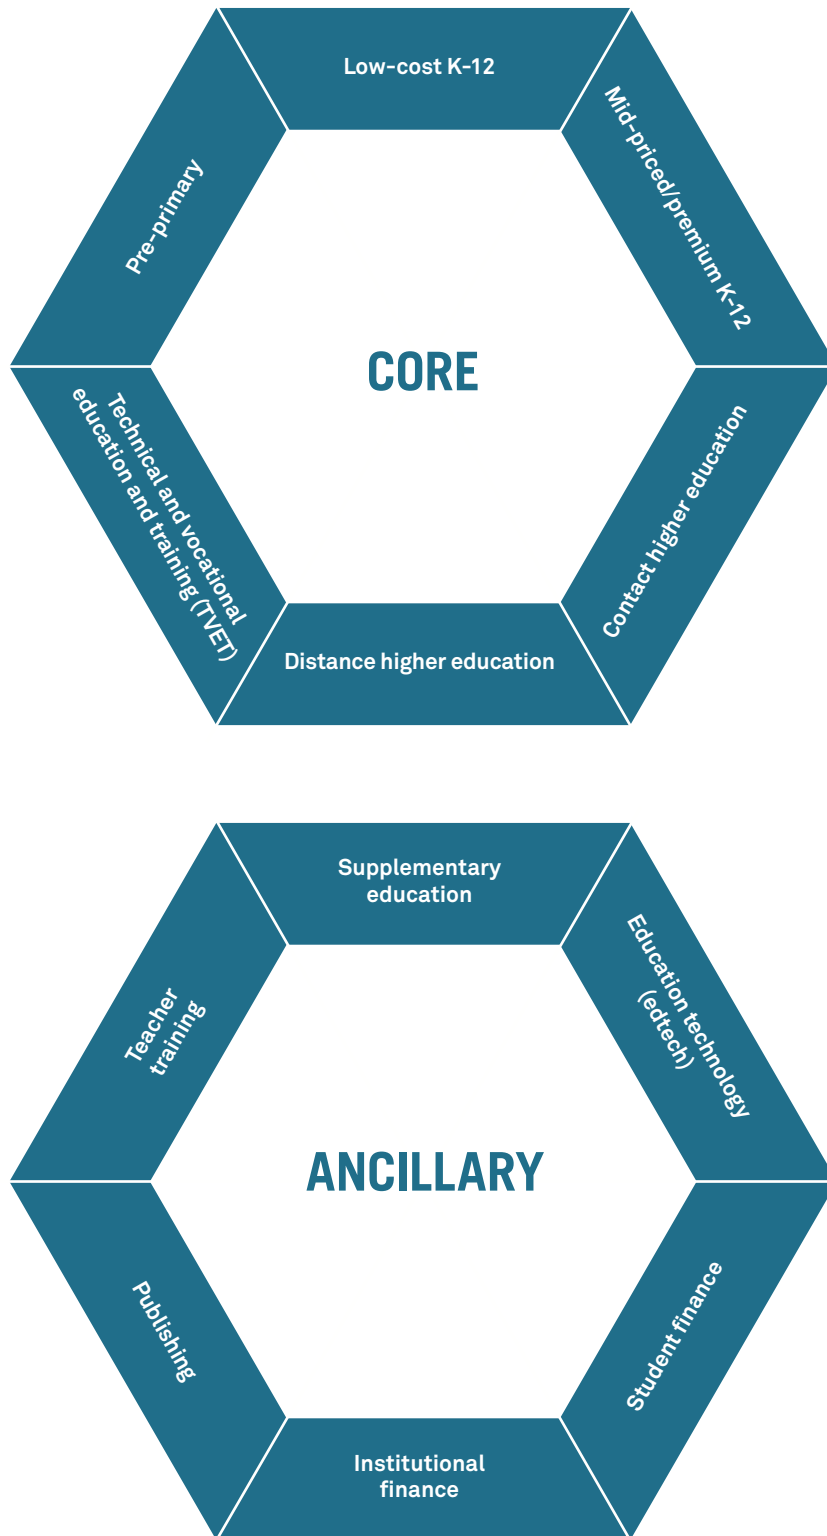 Low-cost K-12
Mid-priced/premium K-12
Pre-primary
CORE
Technical and vocational
education and training (TVET)
Contact higher education
Distance higher education
Supplementary
education
Education technology
(edtech)
Teacher
training
ANCILLARY
Publishing
Student finance
Institutional
finance